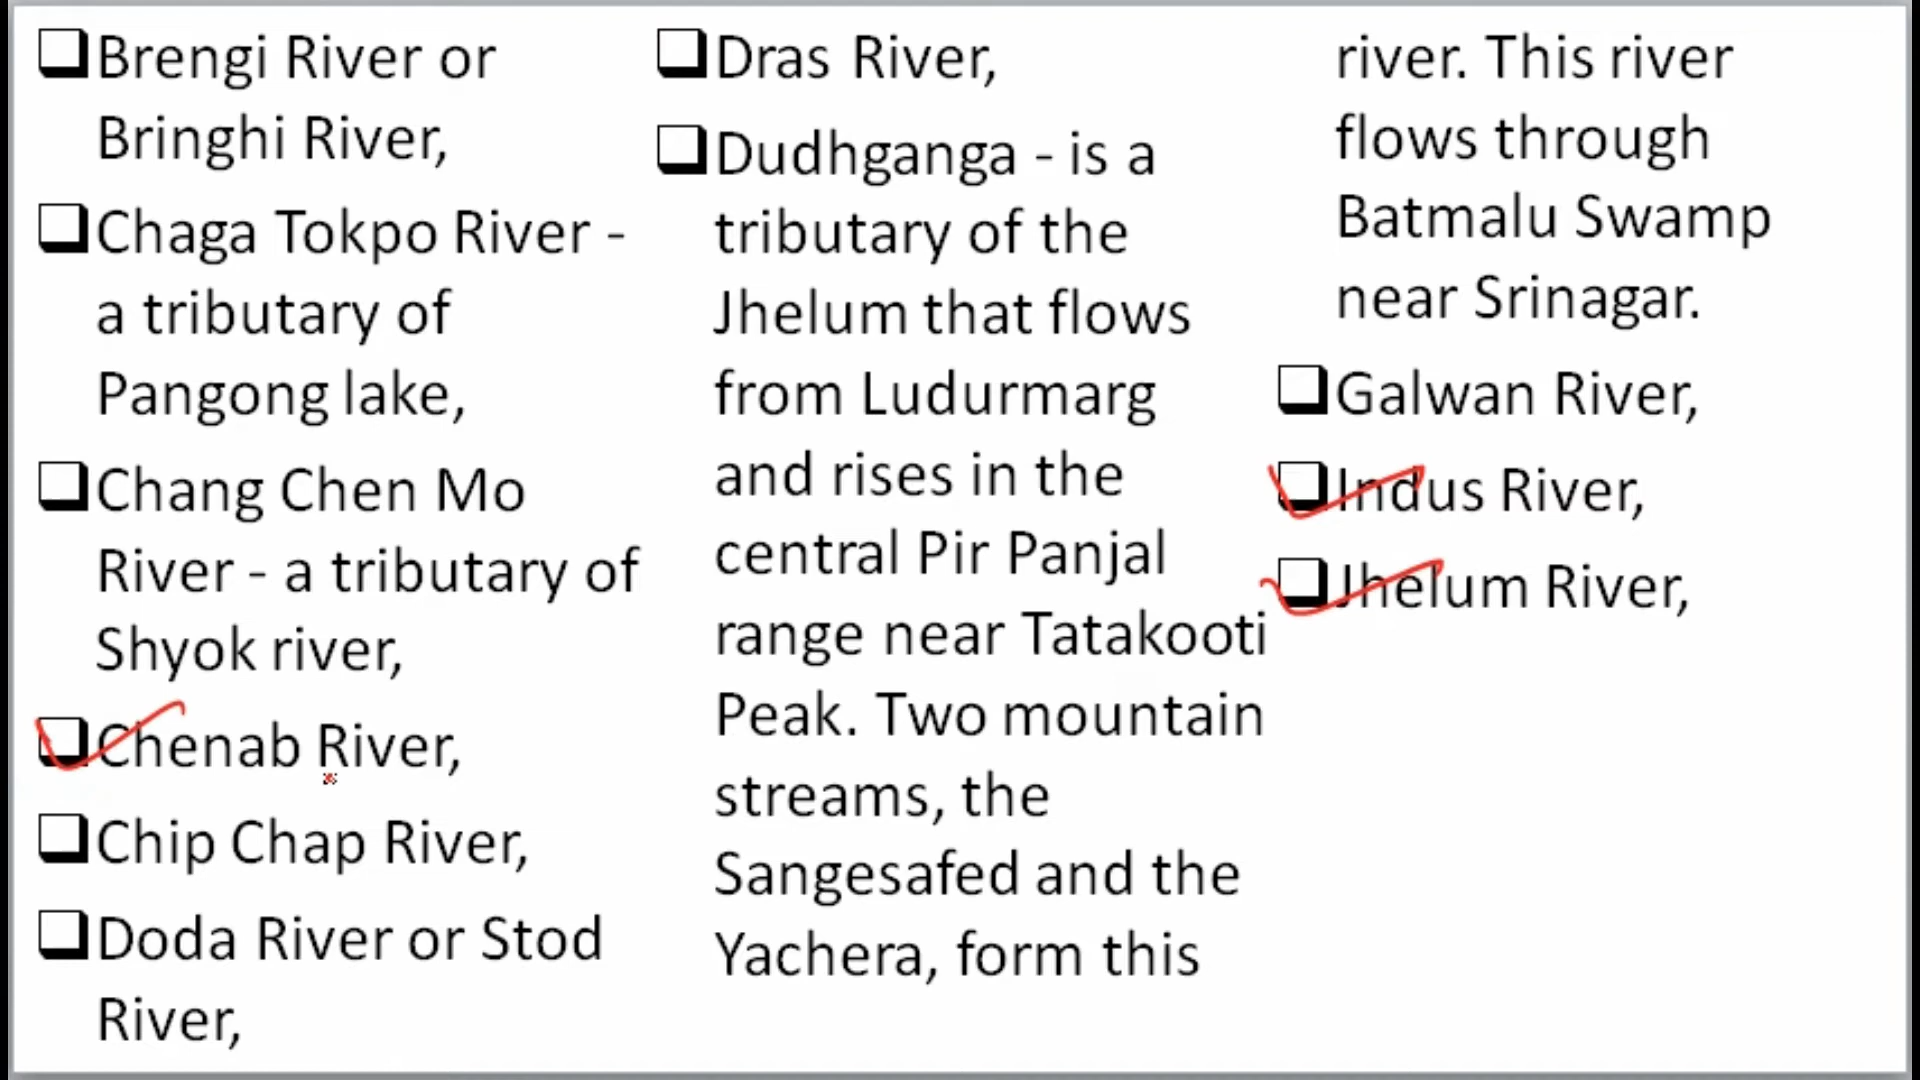 Brengi River or
Bringhi River,
Chaga Tokpo River -
a tributary of
Pangong lake,
Chang Chen Mo
River - a tributary of
Shyok river,
Chenab River,
Chip Chap River,
Doda River or Stod
River,
Dras River,
Dudhganga - is a
tributary of the
Jhelum that flows
from Ludurmarg
and rises in the
central Pir Panjal
range near Tatakooti
Peak. Two mountain
streams, the
Sangesafed and the
Yachera, form this
river. This river
flows through
Batmalu Swamp
near Srinagar.
Galwan River,
Indus River,
Jhelum River,